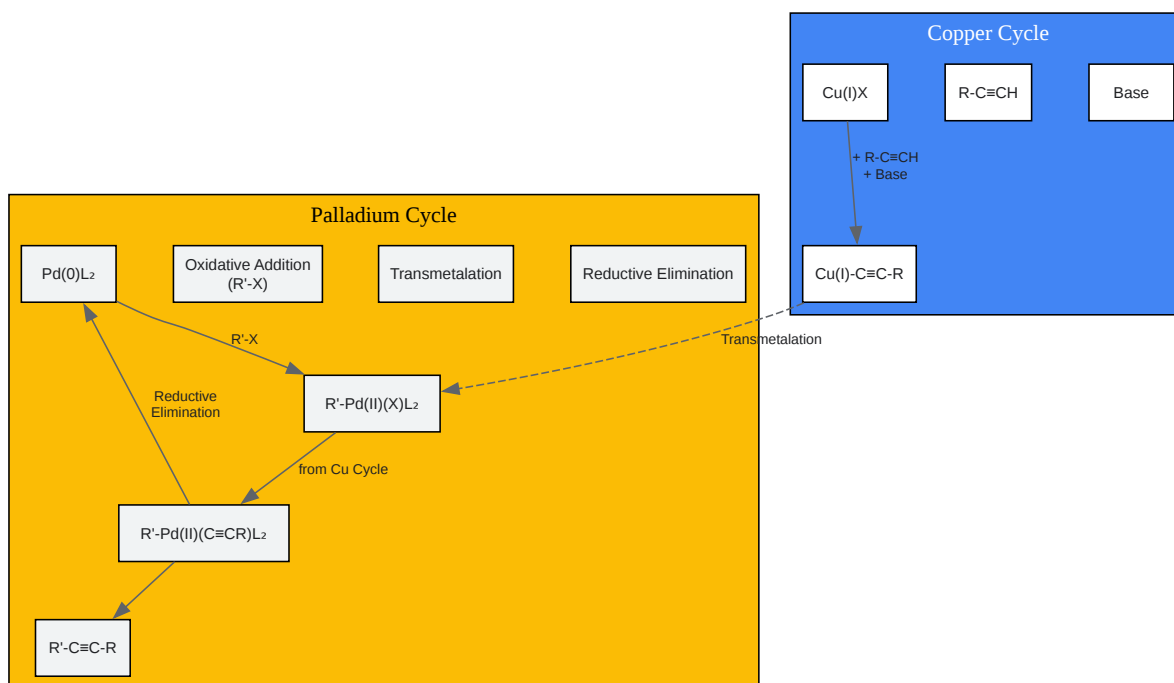 Copper Cycle
Cu(I)X
R-C≡CH
Base
+ R-C≡CH
+ Base
Cu(I)-C≡C-R
Transmetalation
Palladium Cycle
Pd(0)L₂
Oxidative Addition
(R'-X)
Transmetalation
Reductive Elimination
R'-X
R'-Pd(II)(X)L₂
Reductive
Elimination
from Cu Cycle
R'-Pd(II)(C≡CR)L₂
R'-C≡C-R